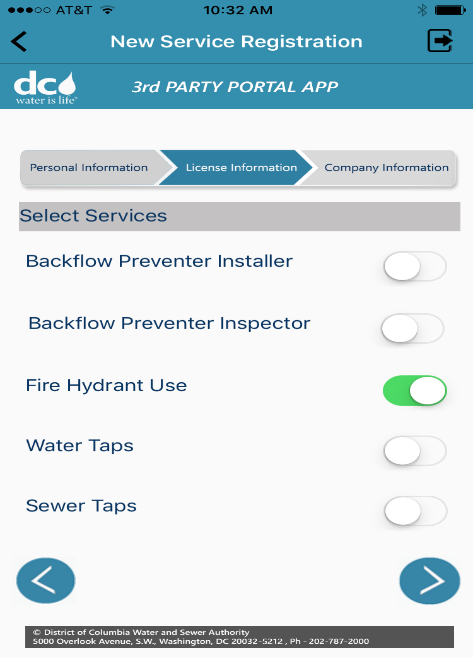 AT&T 10:32 AM
New Service Registration
dc
water is life
3rd PARTY PORTAL APP
Personal Information License Information Company Information
Select Services
Backflow Preventer Installer
Backflow Preventer Inspector
Fire Hydrant Use
Water Taps
Sewer Taps
© District of Columbia Water and Sewer Authority
5000 Overlook Avenue, S.W., Washington, DC 20032-5212 , Ph - 202-787-2000